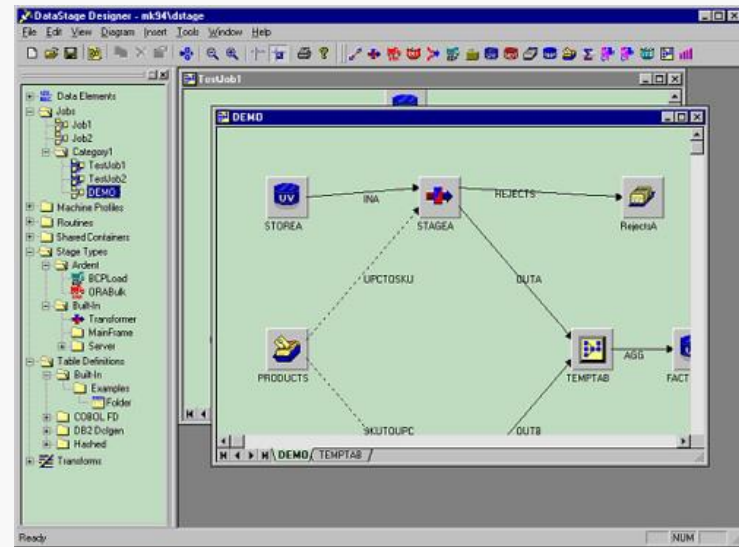 DataStage Designer - mk94\dstage
File Edit View Diagram Insert Tools Window Help
TestJob1
DEMO
Data Elements
Jobs
Job1
Job2
Category1
TestJob1
TestJob2
DEMO
Machine Profiles
Routines
Shared Containers
Stage Types
Ardent
BCPLoad
ORABulk
Built-In
Transformer
MainFrame
Server
Table Definitions
Built-In
Examples
Folder
COBOL FD
DB2 Dclgen
Hashed
Transforms
UV
INA
REJECTS
STOREA
STAGEA
RejectsA
UPCTOSKU
OUTA
AGG
PRODUCTS
TEMPTAB
FACT
SKUTOUPC
OUTB
DEMO TEMPTAB
Ready
NUM